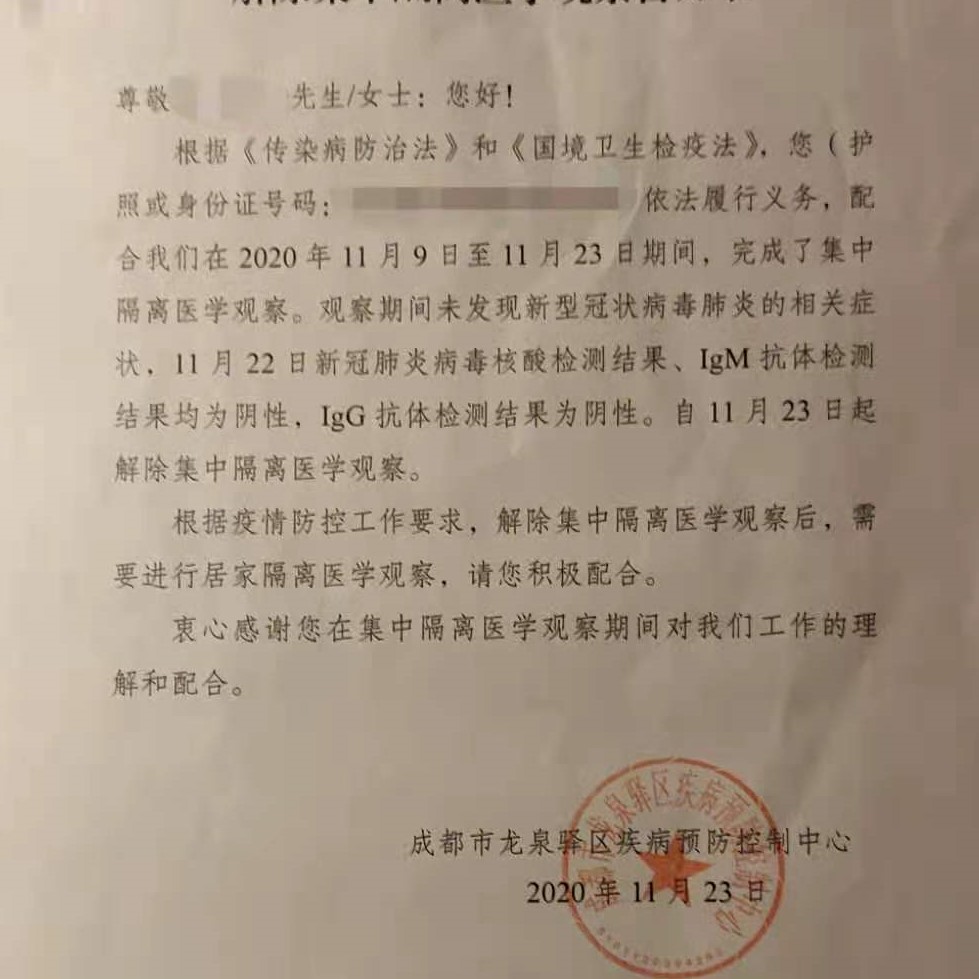 尊敬 先生/女士：您好！
根据《传染病防治法》和《国境卫生检疫法》，您（护
照或身份证号码： 依法履行义务，配
合我们在 2020 年 11 月 9 日至 11 月 23 日期间，完成了集中
隔离医学观察。观察期间未发现新型冠状病毒肺炎的相关症
状，11 月 22 日新冠肺炎病毒核酸检测结果、IgM 抗体检测
结果均为阴性，IgG 抗体检测结果为阴性。自 11 月 23 日起
解除集中隔离医学观察。
根据疫情防控工作要求，解除集中隔离医学观察后，需
要进行居家隔离医学观察，请您积极配合。
衷心感谢您在集中隔离医学观察期间对我们工作的理
解和配合。
成都市龙泉驿区疾病预防控制中心
2020 年 11 月 23 日
成都市龙泉驿区疾病预防控制中心